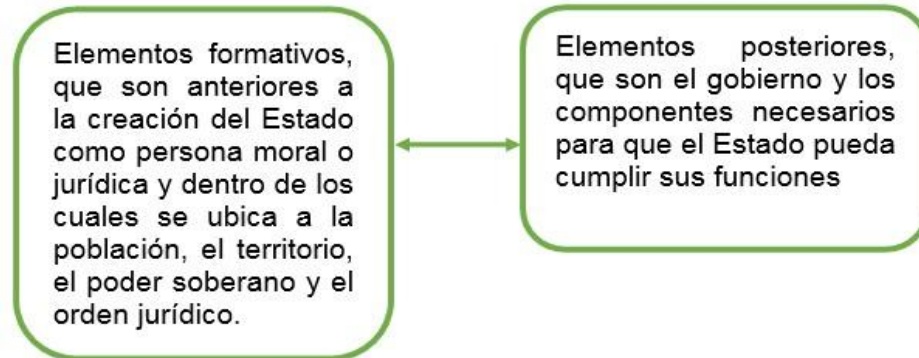 Elementos formativos,
que son anteriores a
la creación del Estado
como persona moral o
jurídica y dentro de los
cuales se ubica a la
población, el territorio,
el poder soberano y el
orden jurídico.
Elementos posteriores,
que son el gobierno y los
componentes necesarios
para que el Estado pueda
cumplir sus funciones